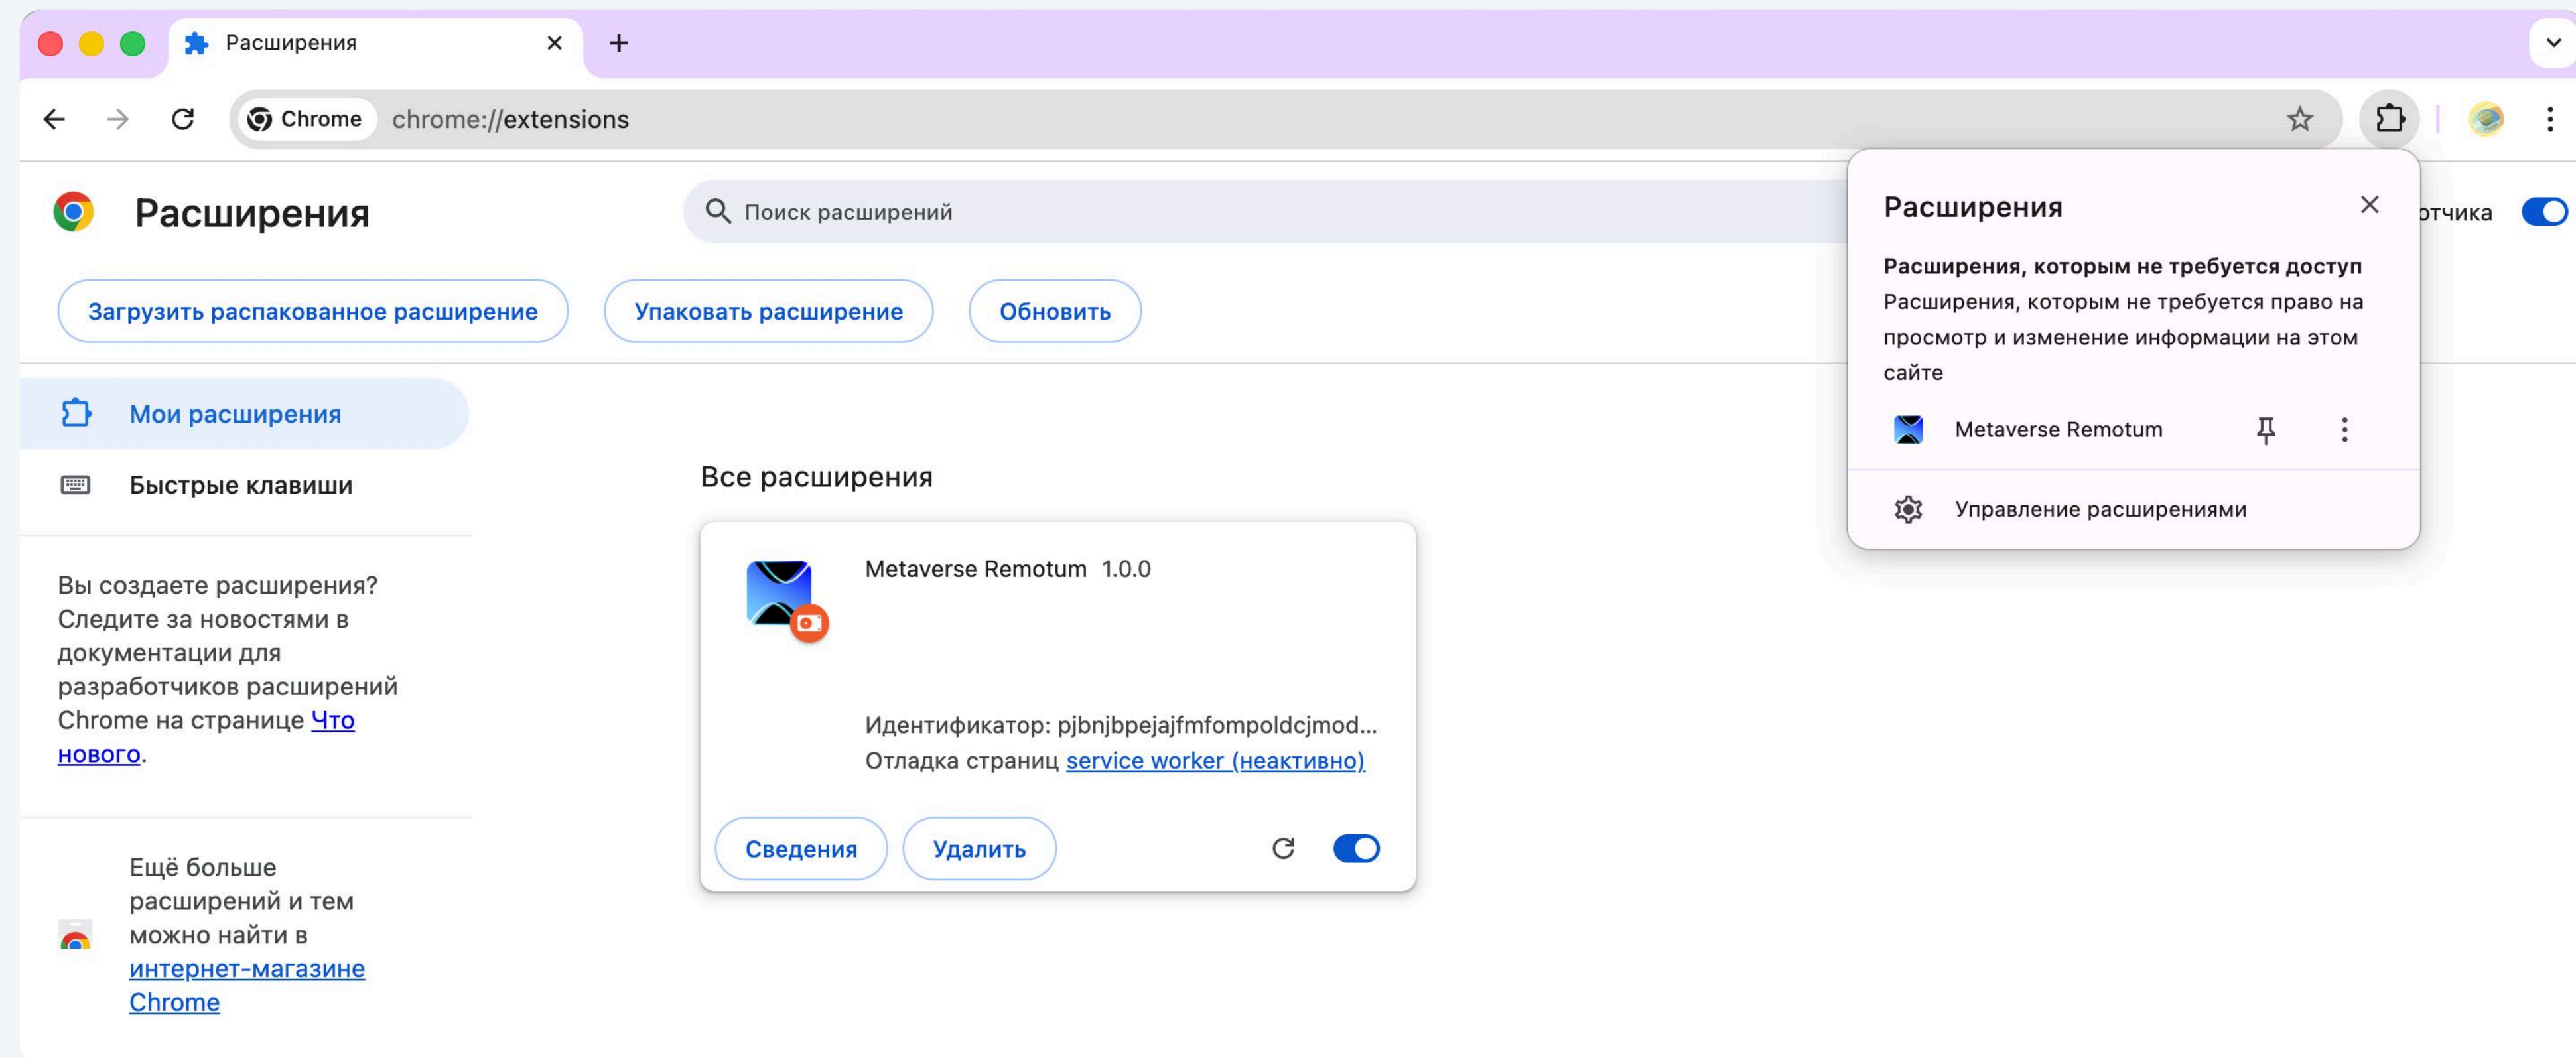 Расширения
Chrome chrome://extensions
Расширения
Поиск расширений
отчика
Загрузить распакованное расширение
Упаковать расширение
Обновить
Мои расширения
Быстрые клавиши
Вы создаете расширения?
Следите за новостями в
документации для
разработчиков расширений
Chrome на странице Что
нового.
Ещё больше
расширений и тем
можно найти в
интернет-магазине
Chrome
Все расширения
Metaverse Remotum 1.0.0
Идентификатор: pjbnjbpejajfmfompoldcjmod...
Отладка страниц service worker (неактивно)
Сведения
Удалить
Расширения
Расширения, которым не требуется доступ
Расширения, которым не требуется право на
просмотр и изменение информации на этом
сайте
Metaverse Remotum
Управление расширениями